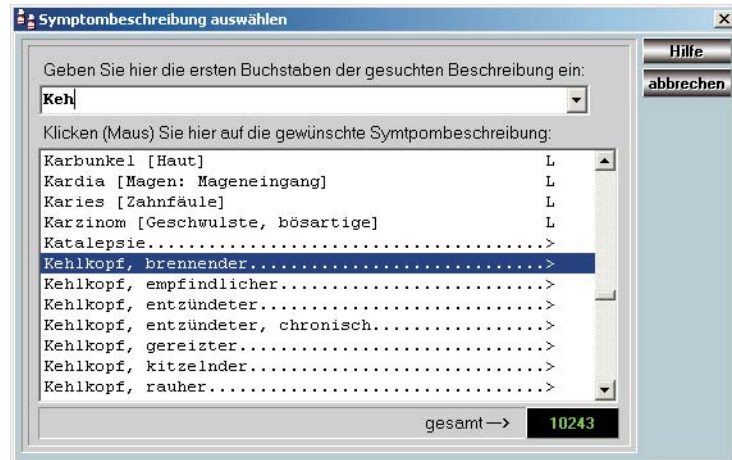 Symptombeschreibung auswählen
Hilfe
abbrechen
Geben Sie hier die ersten Buchstaben der gesuchten Beschreibung ein:
Keh
Klicken (Maus) Sie hier auf die gewünschte Symtpombeschreibung:
Karbunkel [Haut] L
Kardia [Magen: Mageneingang] L
Karies [Zahnfäule] L
Karzinom [Geschwulste, bösartige] L
Katalepsie........................................>
Kehlkopf, brennender..............................>
Kehlkopf, empfindlicher...........................>
Kehlkopf, entzündeter.............................>
Kehlkopf, entzündeter, chronisch..................>
Kehlkopf, gereizter...............................>
Kehlkopf, kitzelnder..............................>
Kehlkopf, rauher..................................>
gesamt —> 10243